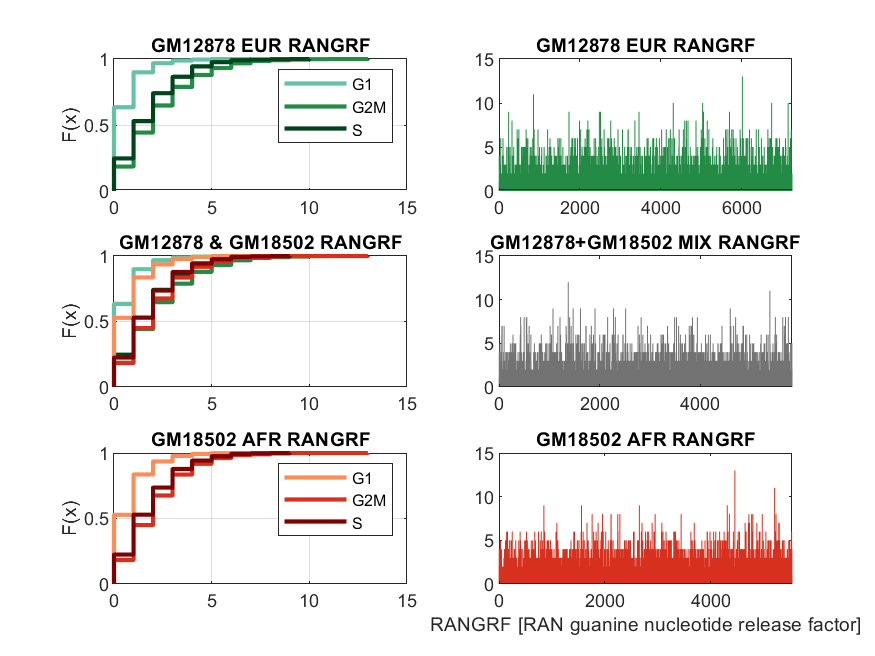 GM12878 EUR RANGRF
1
0.5
0
F(x)
0 5 10 15
G1
G2M
S
GM12878 EUR RANGRF
15
10
5
0
0 2000 4000 6000
GM12878 & GM18502 RANGRF
1
0.5
0
F(x)
0 5 10 15
GM12878+GM18502 MIX RANGRF
15
10
5
0
0 2000 4000
GM18502 AFR RANGRF
1
0.5
0
F(x)
0 5 10 15
G1
G2M
S
GM18502 AFR RANGRF
15
10
5
0
0 2000 4000
RANGRF [RAN guanine nucleotide release factor]